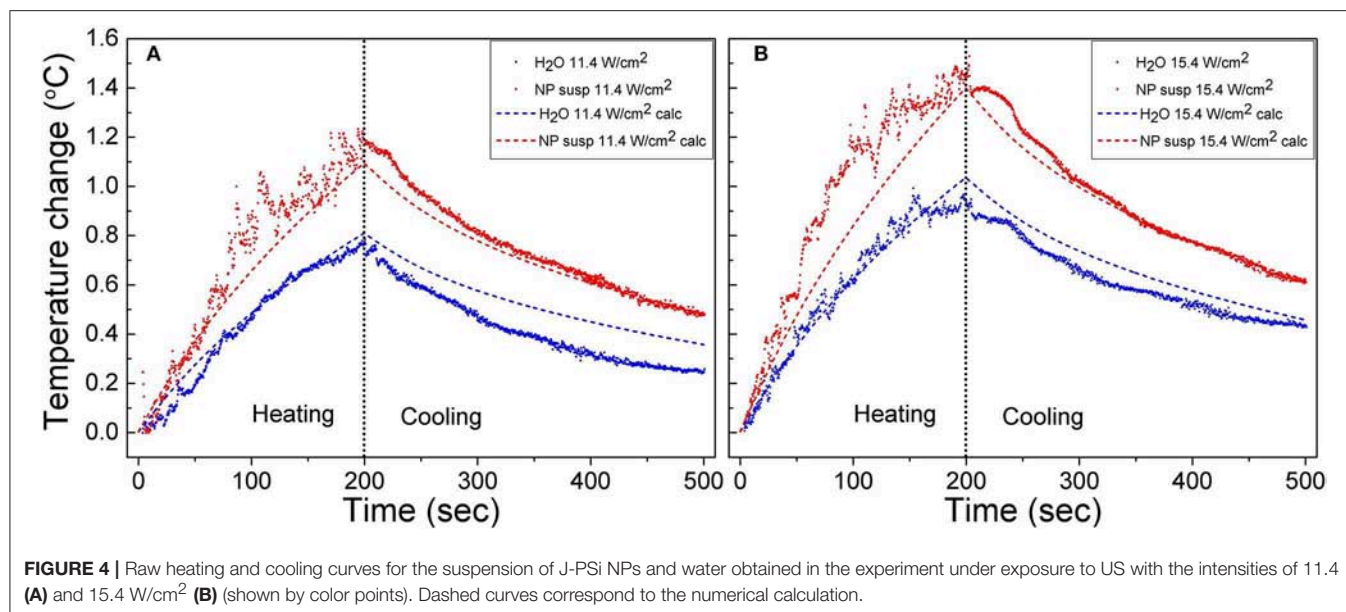 Temperature change (°C)
1.6
1.4
1.2
1.0
0.8
0.6
0.4
0.2
0.0
A
H₂O 11.4 W/cm²
NP susp 11.4 W/cm²
H₂O 11.4 W/cm² calc
NP susp 11.4 W/cm² calc
Heating
Cooling
0
100
200
300
400
500
Time (sec)
B
H₂O 15.4 W/cm²
NP susp 15.4 W/cm²
H₂O 15.4 W/cm² calc
NP susp 15.4 W/cm² calc
Heating
Cooling
0
100
200
300
400
500
Time (sec)
FIGURE 4 | Raw heating and cooling curves for the suspension of J-PSi NPs and water obtained in the experiment under exposure to US with the intensities of 11.4
(A) and 15.4 W/cm² (B) (shown by color points). Dashed curves correspond to the numerical calculation.